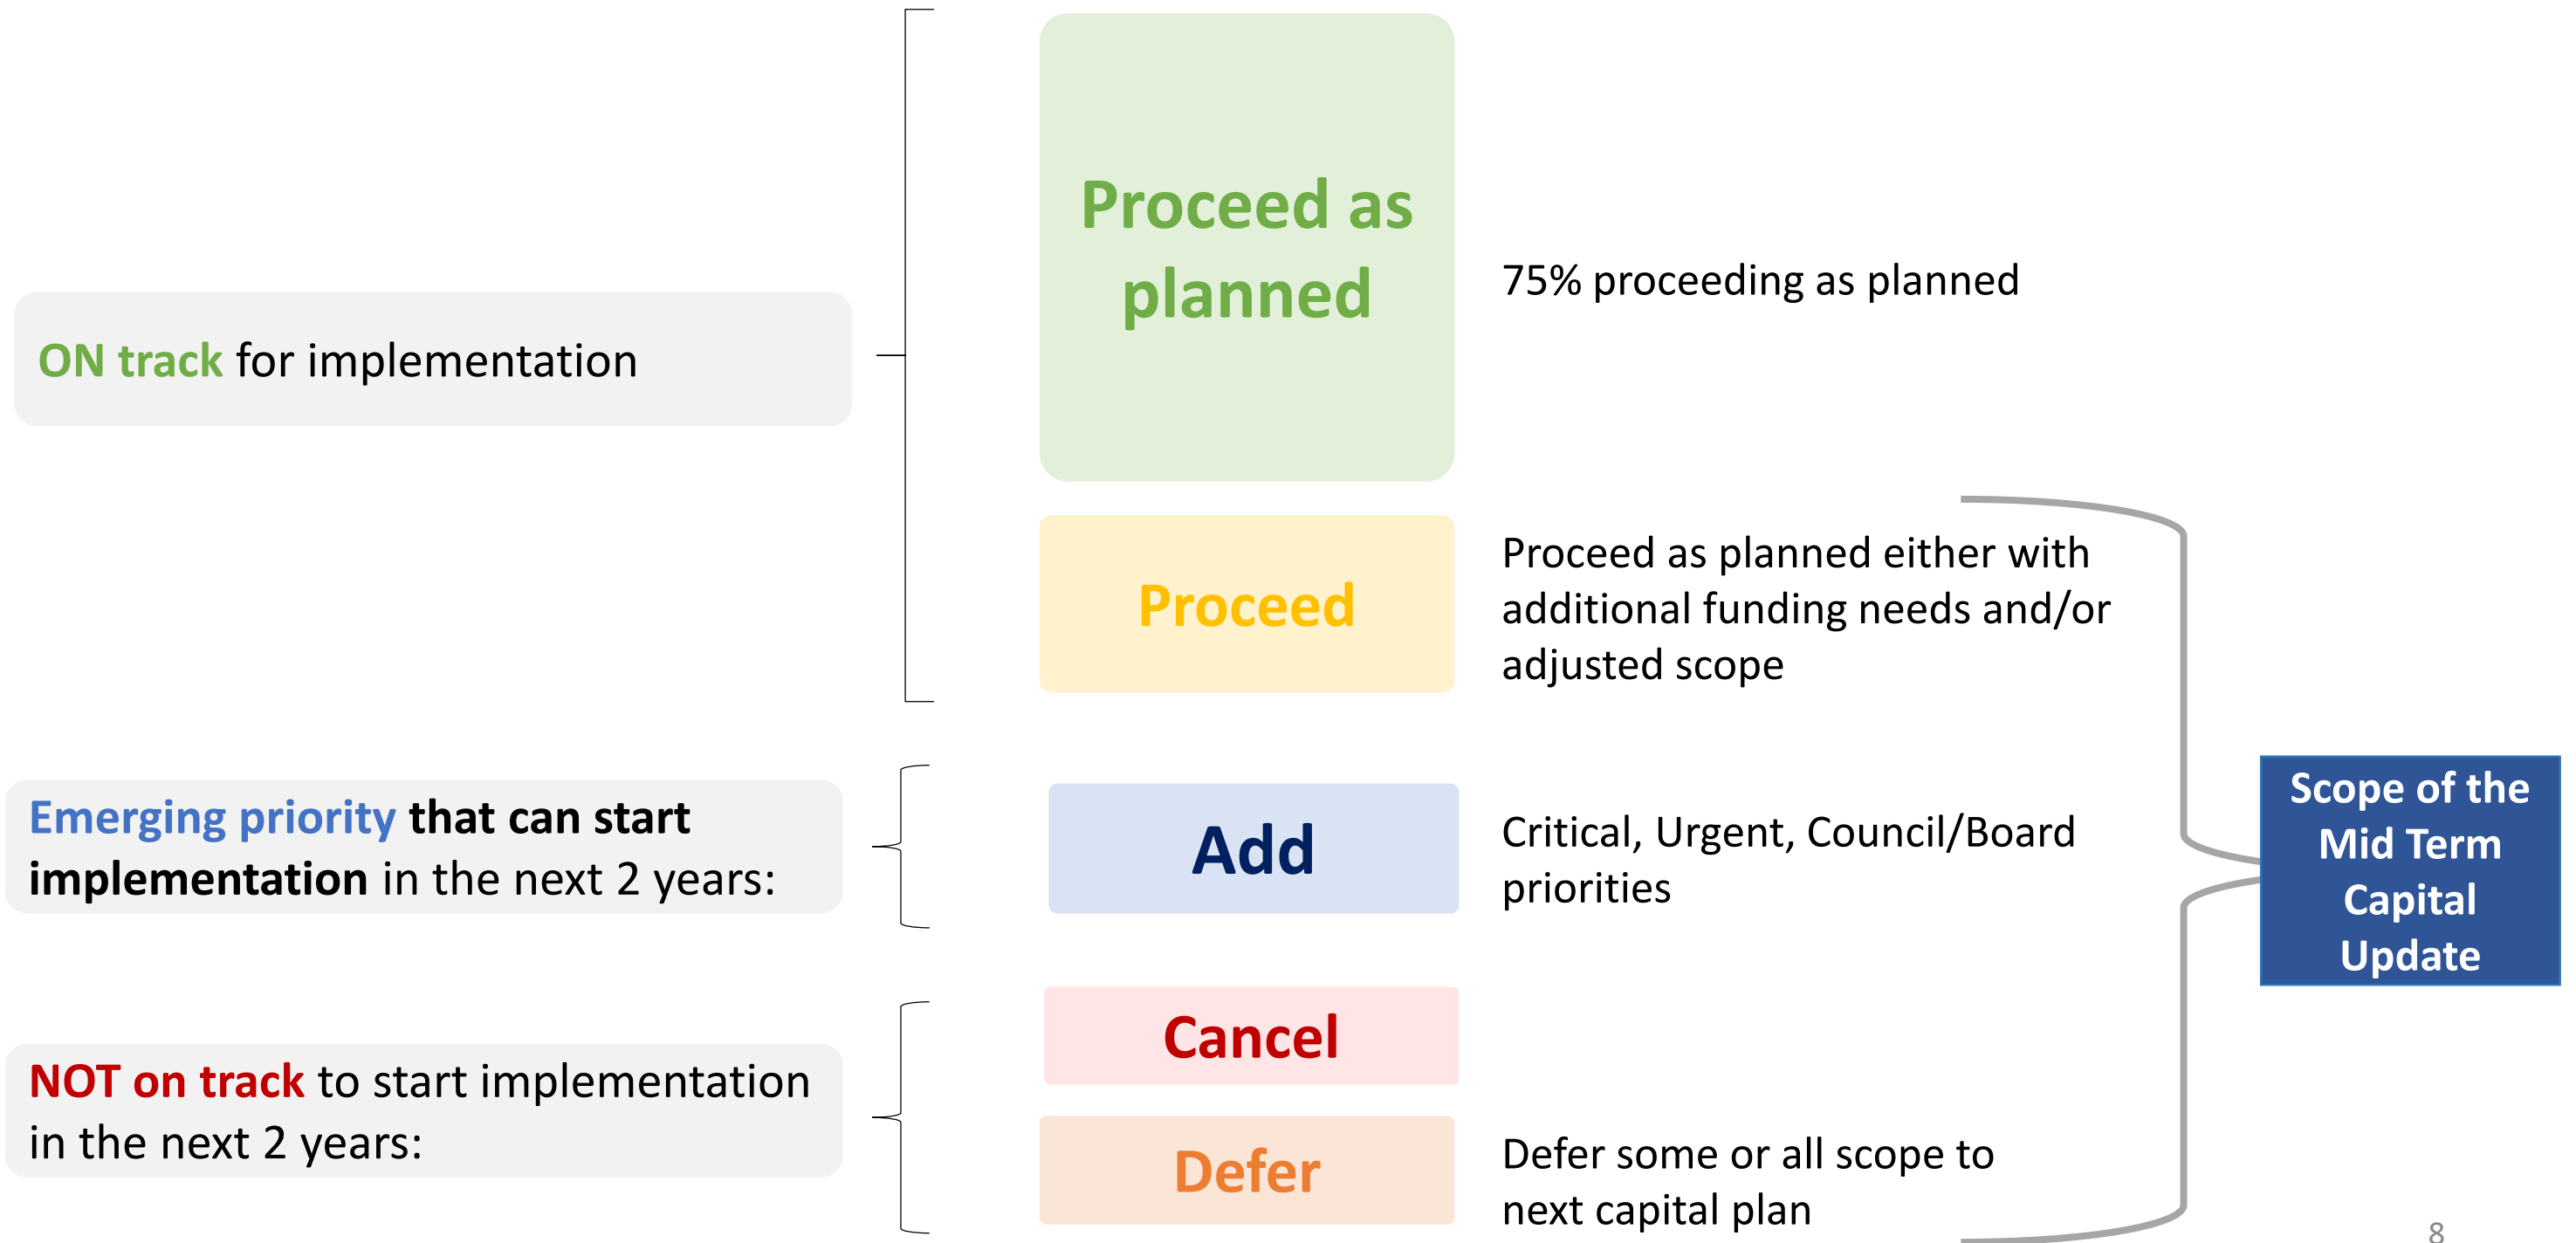 Proceed as
planned
75% proceeding as planned
ON track for implementation
Proceed
Proceed as planned either with
additional funding needs and/or
adjusted scope
Emerging priority that can start
implementation in the next 2 years:
Add
Critical, Urgent, Council/Board
priorities
Scope of the
Mid Term
Capital
Update
NOT on track to start implementation
in the next 2 years:
Cancel
Defer
Defer some or all scope to
next capital plan
8